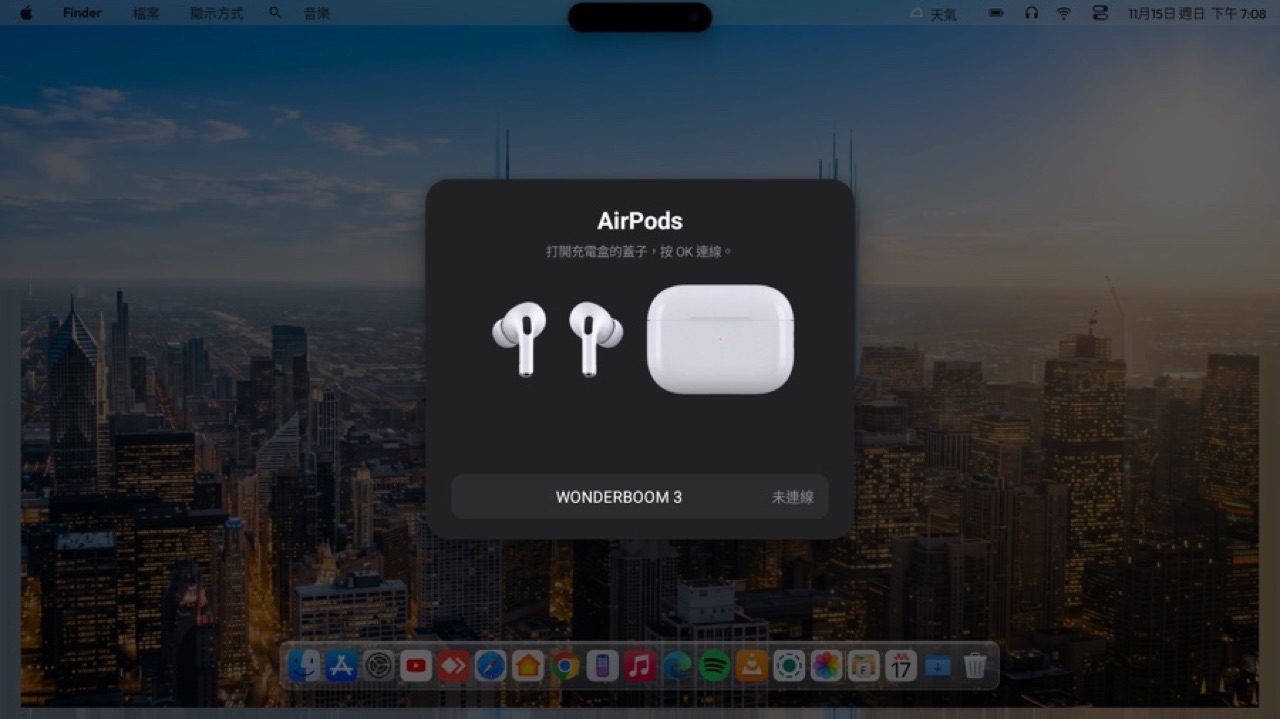 Finder 檔案 顯示方式 音樂 天氣 11月15日 週日 下午 7:08
AirPods
打開充電盒的蓋子，按 OK 連線。
WONDERBOOM 3 未連線
F
17